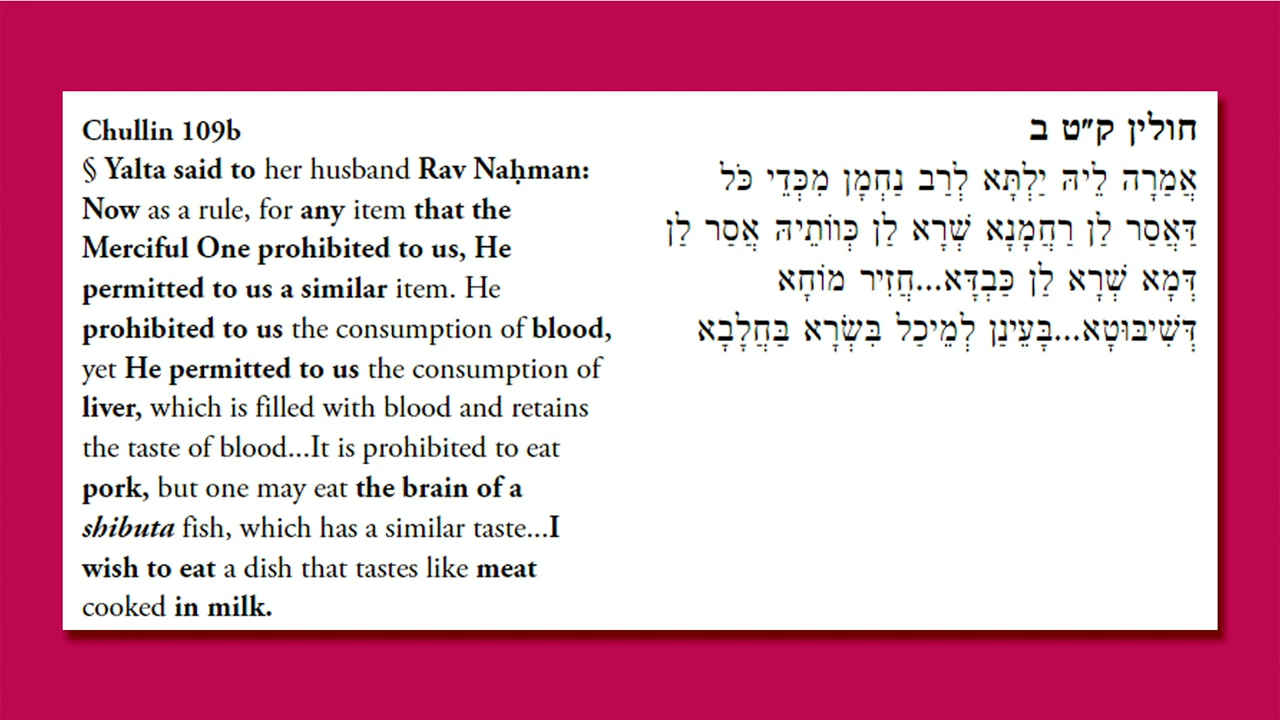 Chullin 109b
§ Yalta said to her husband Rav Naḥman:
Now as a rule, for any item that the
Merciful One prohibited to us, He
permitted to us a similar item. He
prohibited to us the consumption of blood,
yet He permitted to us the consumption of
liver, which is filled with blood and retains
the taste of blood...It is prohibited to eat
pork, but one may eat the brain of a
shibuta fish, which has a similar taste...I
wish to eat a dish that tastes like meat
cooked in milk.
חולין ק״ט ב
אֲמַרָה לֵיהּ יַלְתָּא לְרַב נַחְמָן מִכְּדֵי כֹּל
דַּאֲסַר לַן רַחֲמָנָא שְׁרָא לַן כְּווֹתֵיהּ אֲסַר לַן
דְּמָא שְׁרָא לַן כַּבְדָּא...חֲזִיר מוֹחָא
דְּשִׁיבּוּטָא...בָּעֵינַן לְמֵיכַל בִּשְׂרָא בַּחֲלָבָא